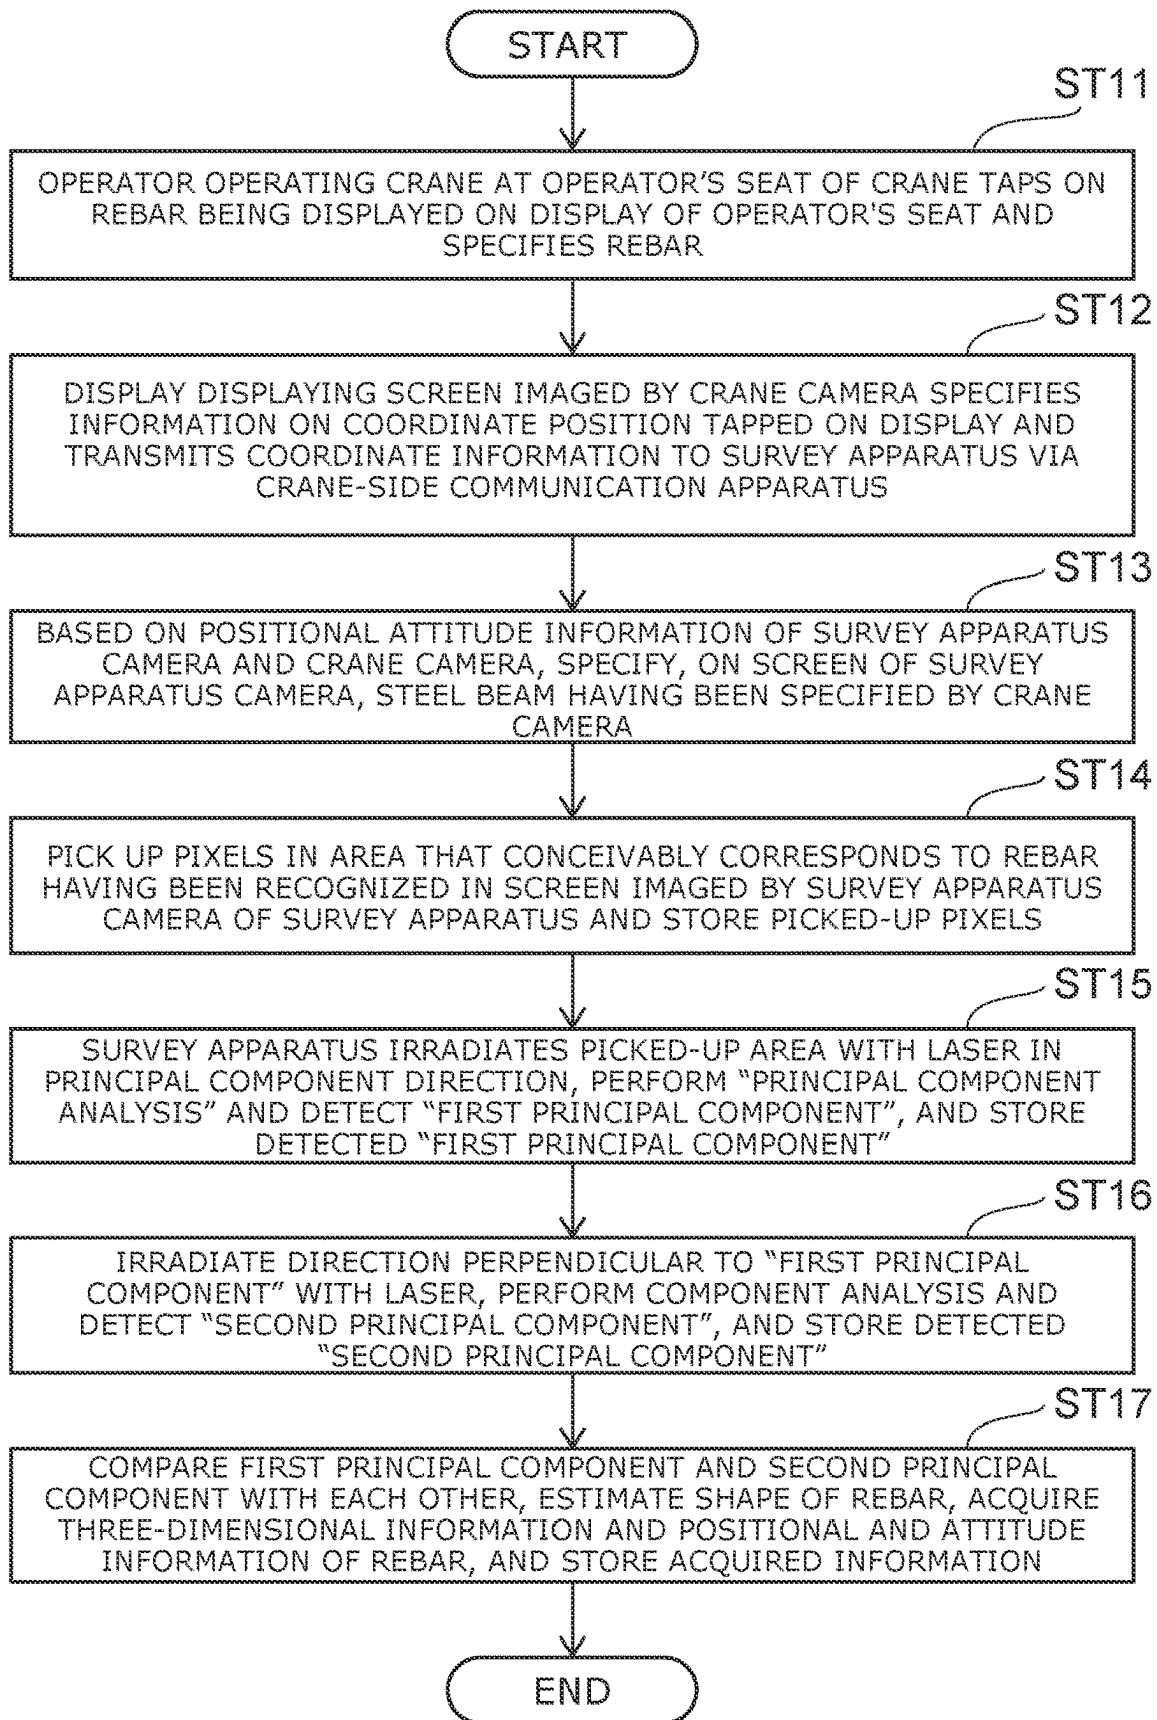 START
ST11
OPERATOR OPERATING CRANE AT OPERATOR’S SEAT OF CRANE TAPS ON
REBAR BEING DISPLAYED ON DISPLAY OF OPERATOR'S SEAT AND
SPECIFIES REBAR
ST12
DISPLAY DISPLAYING SCREEN IMAGED BY CRANE CAMERA SPECIFIES
INFORMATION ON COORDINATE POSITION TAPPED ON DISPLAY AND
TRANSMITS COORDINATE INFORMATION TO SURVEY APPARATUS VIA
CRANE-SIDE COMMUNICATION APPARATUS
ST13
BASED ON POSITIONAL ATTITUDE INFORMATION OF SURVEY APPARATUS
CAMERA AND CRANE CAMERA, SPECIFY, ON SCREEN OF SURVEY
APPARATUS CAMERA, STEEL BEAM HAVING BEEN SPECIFIED BY CRANE
CAMERA
ST14
PICK UP PIXELS IN AREA THAT CONCEIVABLY CORRESPONDS TO REBAR
HAVING BEEN RECOGNIZED IN SCREEN IMAGED BY SURVEY APPARATUS
CAMERA OF SURVEY APPARATUS AND STORE PICKED-UP PIXELS
ST15
SURVEY APPARATUS IRRADIATES PICKED-UP AREA WITH LASER IN
PRINCIPAL COMPONENT DIRECTION, PERFORM “PRINCIPAL COMPONENT
ANALYSIS” AND DETECT “FIRST PRINCIPAL COMPONENT”, AND STORE
DETECTED “FIRST PRINCIPAL COMPONENT”
ST16
IRRADIATE DIRECTION PERPENDICULAR TO “FIRST PRINCIPAL
COMPONENT” WITH LASER, PERFORM COMPONENT ANALYSIS AND
DETECT “SECOND PRINCIPAL COMPONENT”, AND STORE DETECTED
“SECOND PRINCIPAL COMPONENT”
ST17
COMPARE FIRST PRINCIPAL COMPONENT AND SECOND PRINCIPAL
COMPONENT WITH EACH OTHER, ESTIMATE SHAPE OF REBAR, ACQUIRE
THREE-DIMENSIONAL INFORMATION AND POSITIONAL AND ATTITUDE
INFORMATION OF REBAR, AND STORE ACQUIRED INFORMATION
END